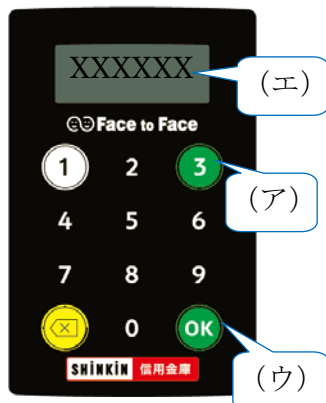 XXXXXX
(エ)
Face to Face
1 2 3
(ア)
4 5 6
7 8 9
0 OK
SHiNKiN 信用金庫
(ウ)